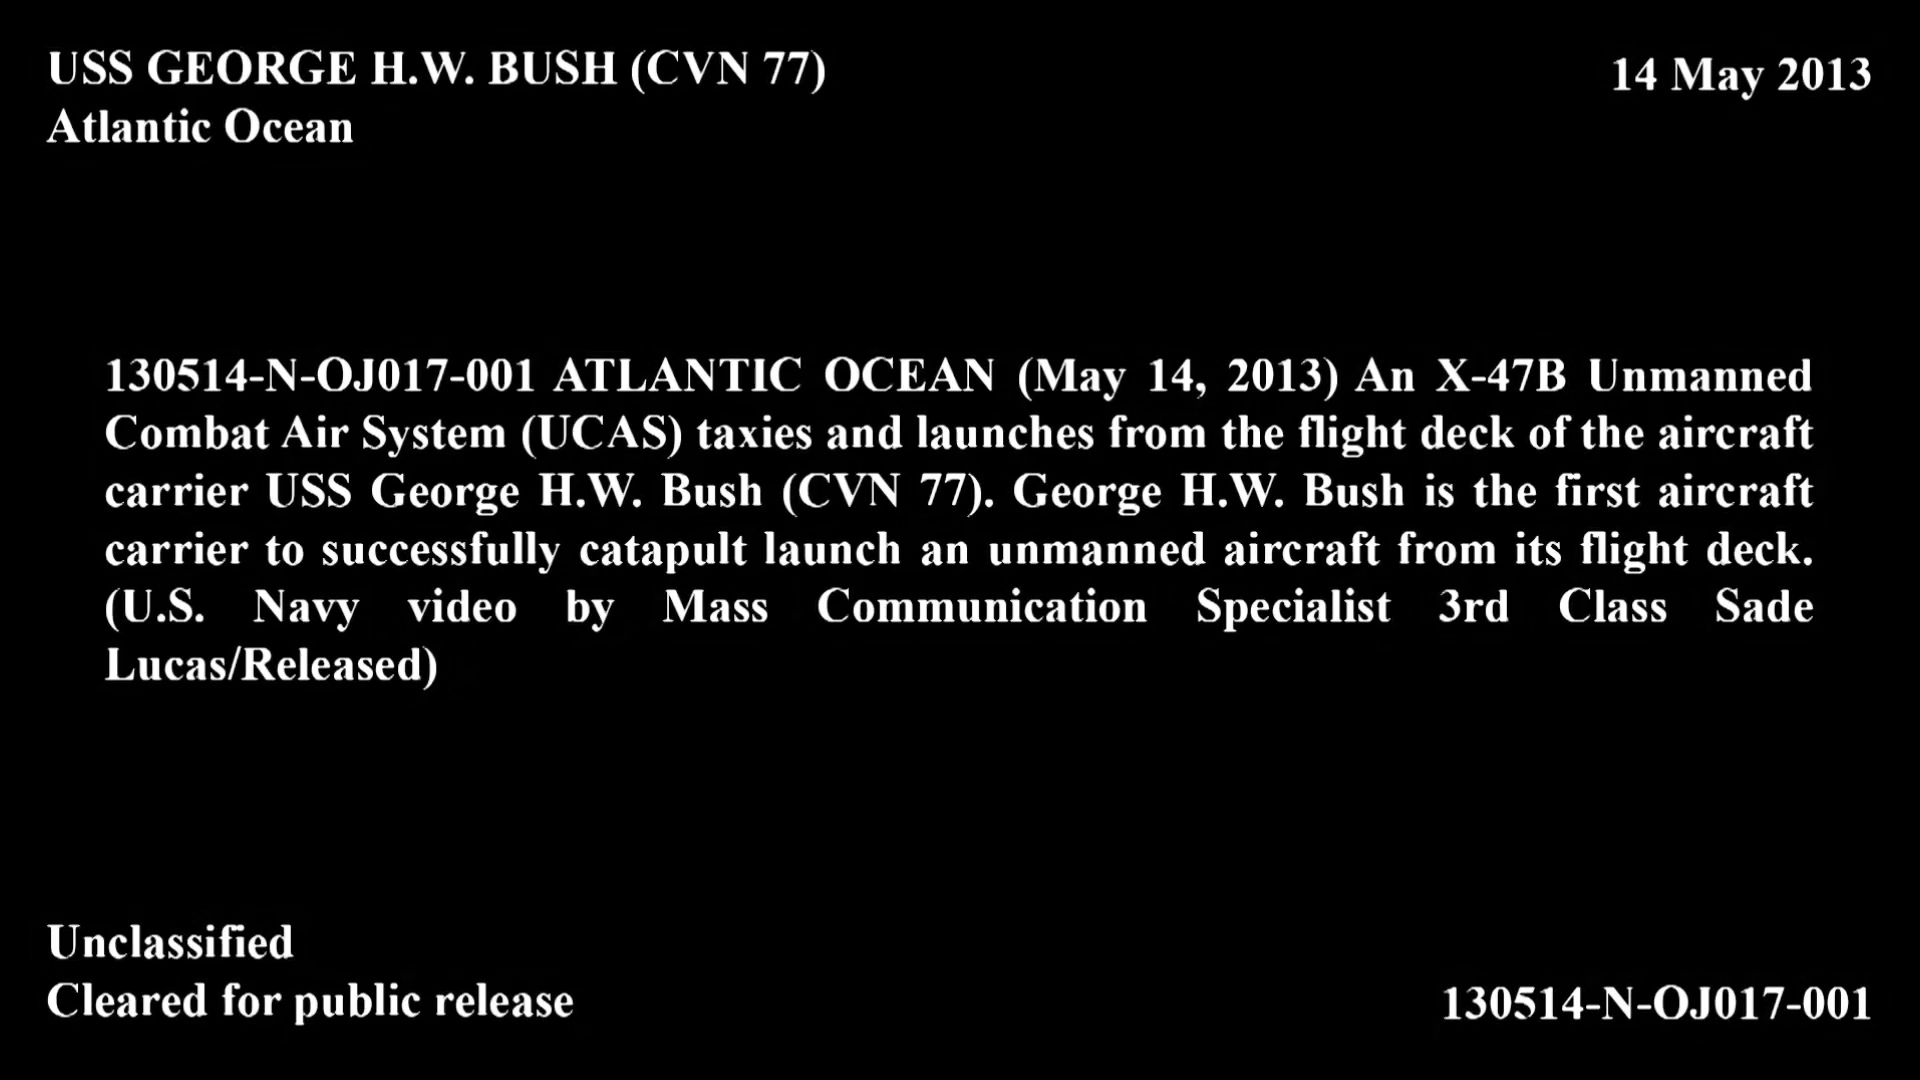 USS GEORGE H.W. BUSH (CVN 77)
14 May 2013
Atlantic Ocean
130514-N-OJ017-001 ATLANTIC OCEAN (May 14, 2013) An X-47B Unmanned
Combat Air System (UCAS) taxies and launches from the flight deck of the aircraft
carrier USS George H.W. Bush (CVN 77). George H.W. Bush is the first aircraft
carrier to successfully catapult launch an unmanned aircraft from its flight deck.
(U.S. Navy video by Mass Communication Specialist 3rd Class Sade
Lucas/Released)
Unclassified
Cleared for public release
130514-N-OJ017-001